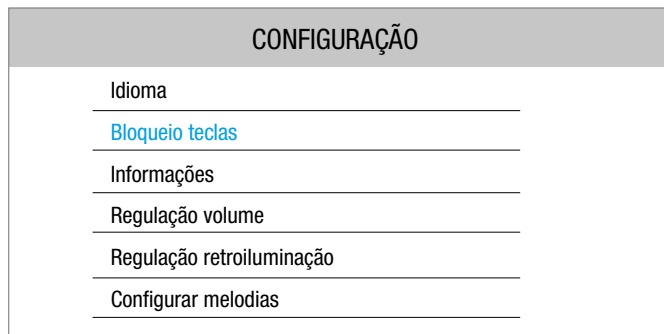 CONFIGURAÇÃO
Idioma
Bloqueio teclas
Informações
Regulação volume
Regulação retroiluminação
Configurar melodias